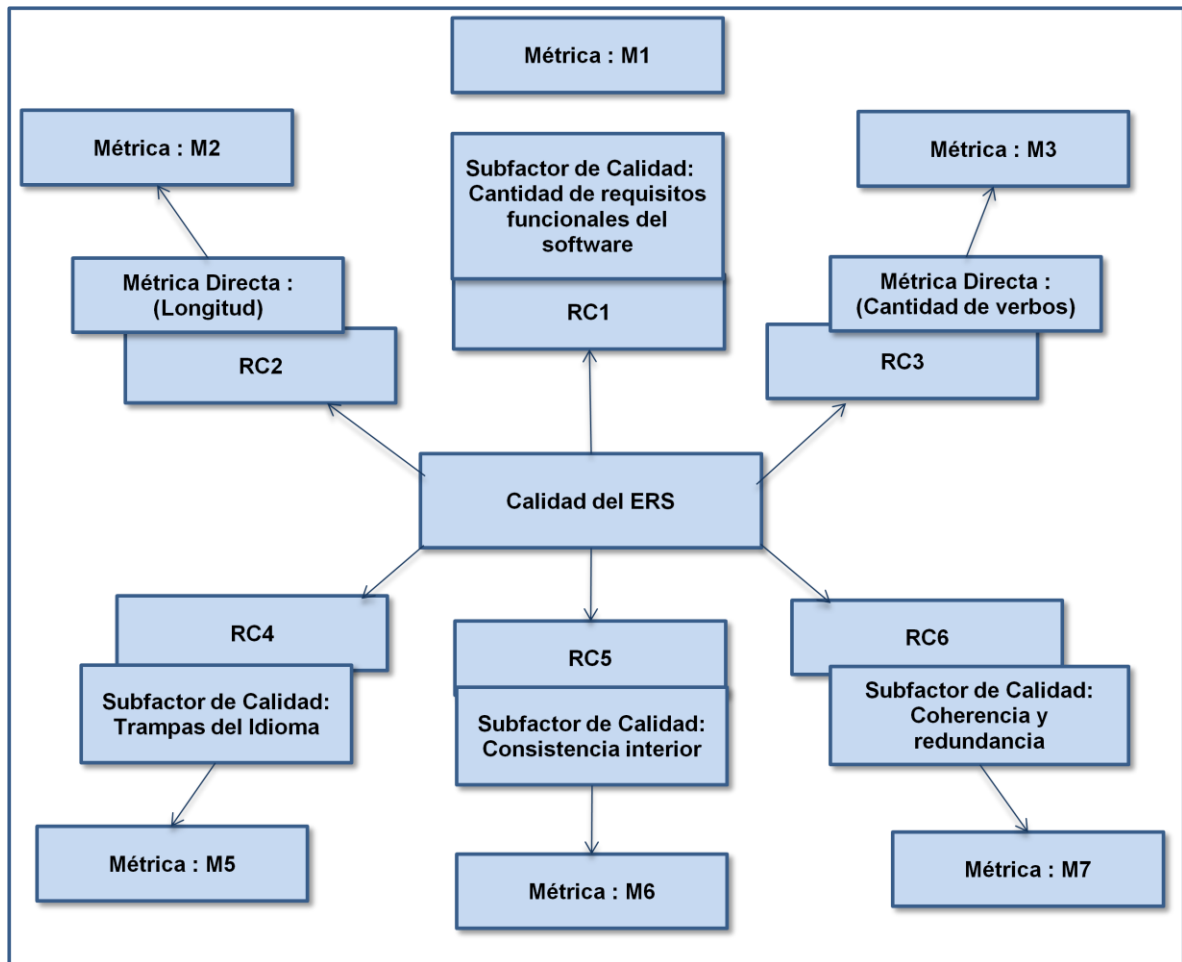 Métrica : M1
Métrica : M2
Métrica : M3
Subfactor de Calidad:
Cantidad de requisitos
funcionales del
software
Métrica Directa :
(Longitud)
Métrica Directa :
(Cantidad de verbos)
RC1
RC2
RC3
Calidad del ERS
RC4
RC5
RC6
Subfactor de Calidad:
Trampas del Idioma
Subfactor de Calidad:
Consistencia interior
Subfactor de Calidad:
Coherencia y
redundancia
Métrica : M5
Métrica : M6
Métrica : M7